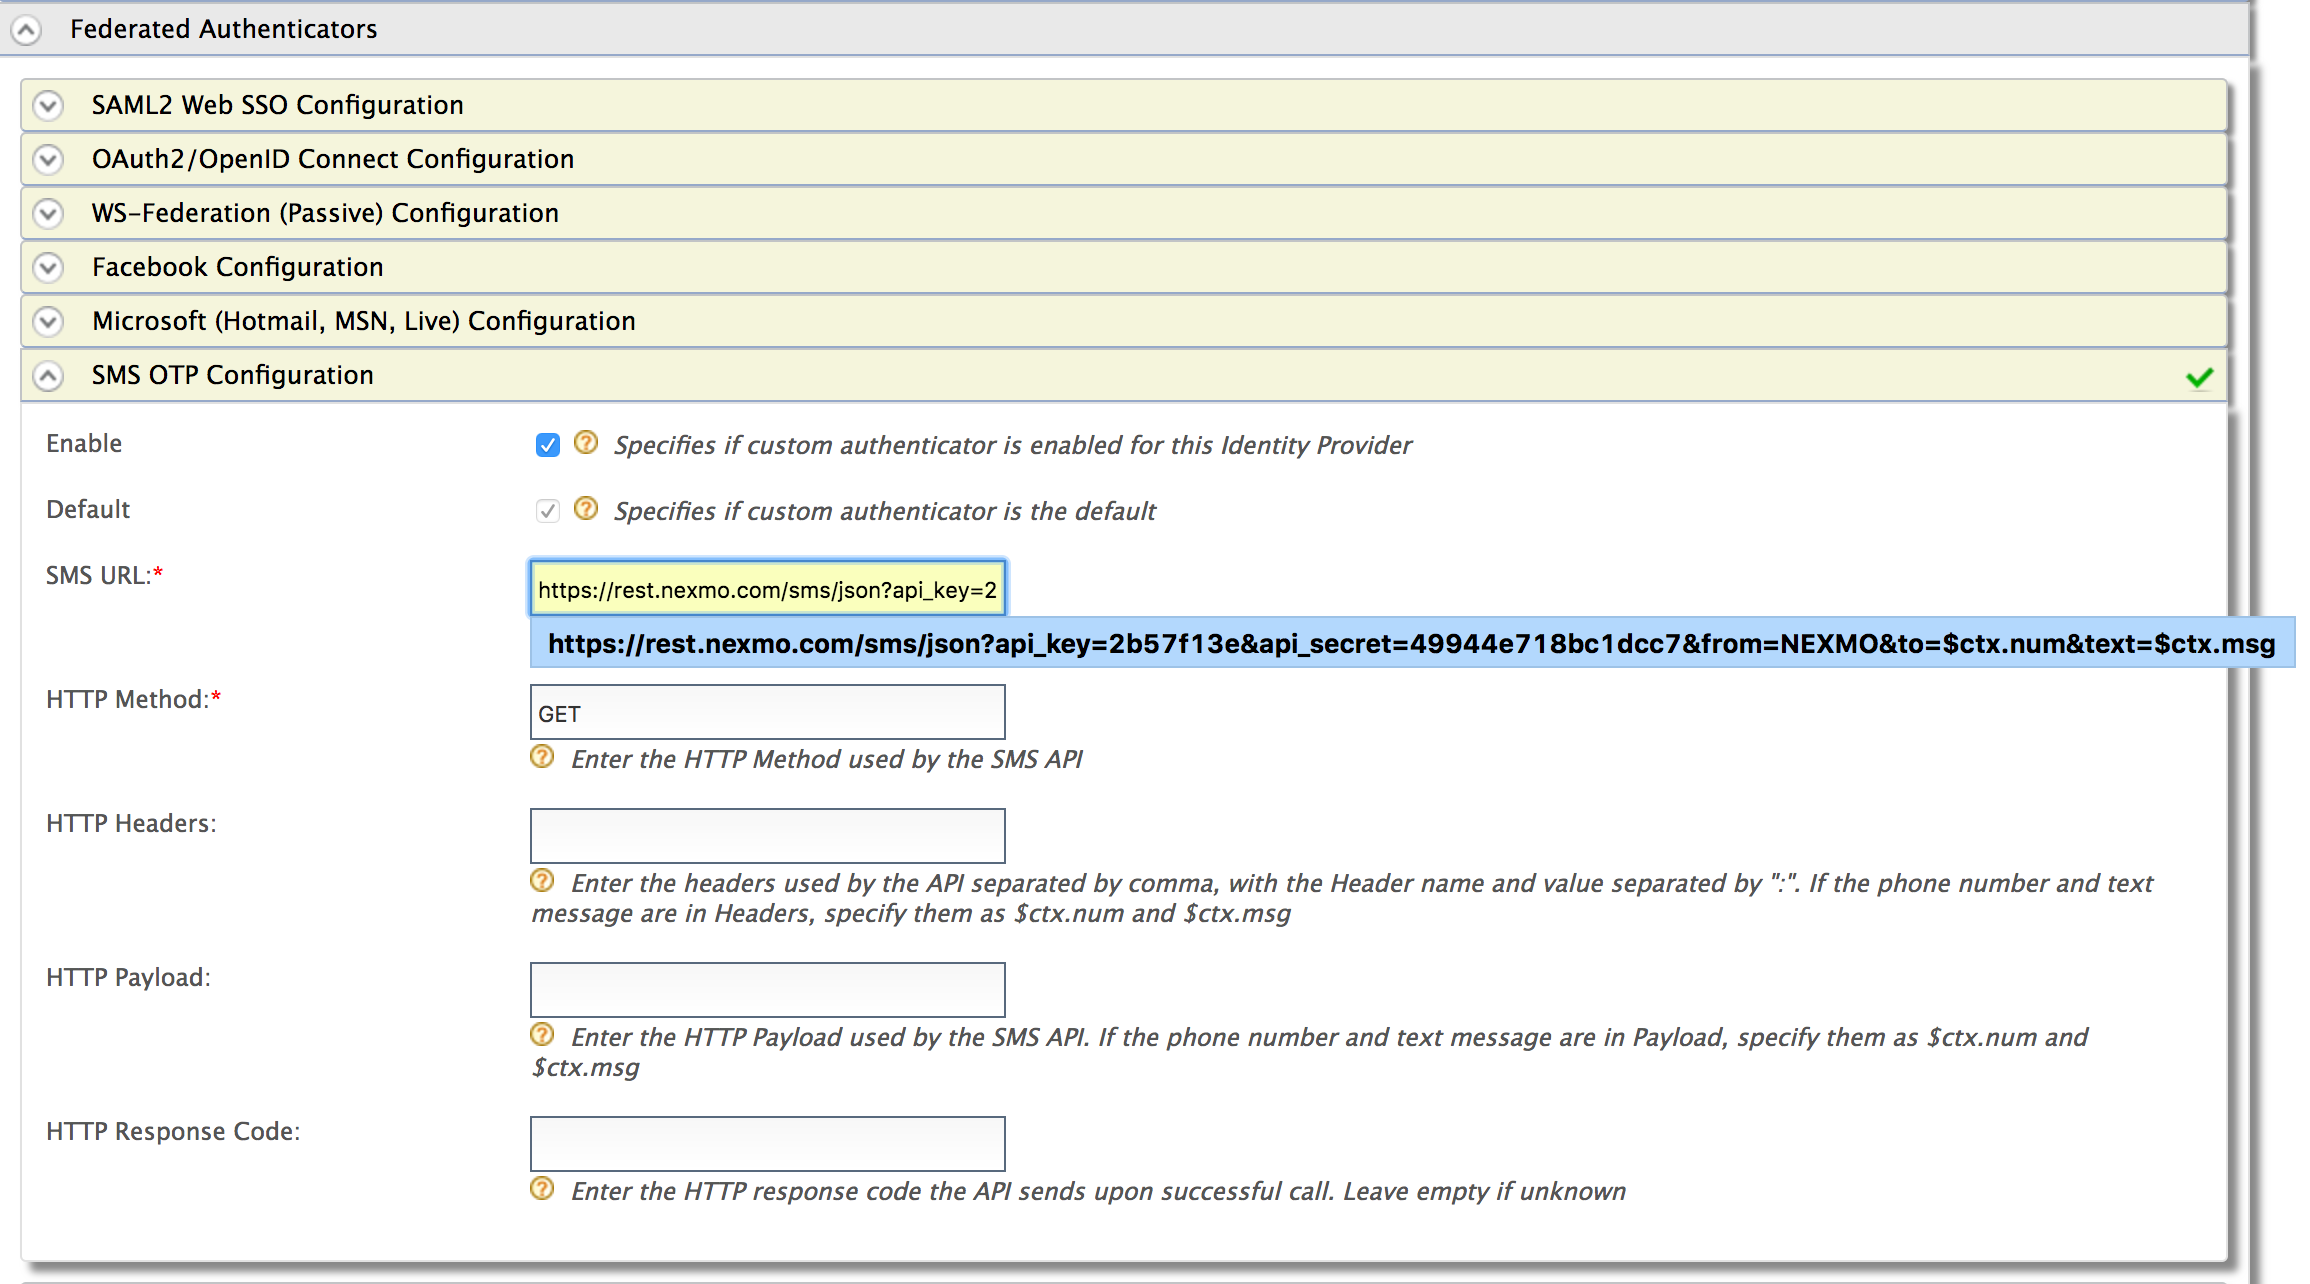 Federated Authenticators
SAML2 Web SSO Configuration
OAuth2/OpenID Connect Configuration
WS-Federation (Passive) Configuration
Facebook Configuration
Microsoft (Hotmail, MSN, Live) Configuration
SMS OTP Configuration
Enable
Specifies if custom authenticator is enabled for this Identity Provider
Default
Specifies if custom authenticator is the default
SMS URL:*
https://rest.nexmo.com/sms/json?api_key=2
https://rest.nexmo.com/sms/json?api_key=2b57f13e&api_secret=49944e718bc1dcc7&from=NEXMO&to=$ctx.num&text=$ctx.msg
HTTP Method:*
GET
Enter the HTTP Method used by the SMS API
HTTP Headers:
Enter the headers used by the API separated by comma, with the Header name and value separated by ":". If the phone number and text
message are in Headers, specify them as $ctx.num and $ctx.msg
HTTP Payload:
Enter the HTTP Payload used by the SMS API. If the phone number and text message are in Payload, specify them as $ctx.num and
$ctx.msg
HTTP Response Code:
Enter the HTTP response code the API sends upon successful call. Leave empty if unknown